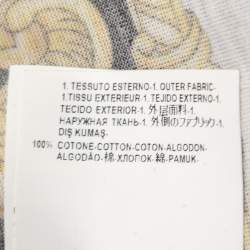 1. TESSUTO ESTERNO-1. OUTER FABRIC-
1.TISSU EXTERIEUR-1. TEJIDO EXTERNO-1.
TECIDO EXTERIOR-1. 外层面料-1.
НАРУЖНАЯ ТКАНЬ-1. 外側のファブリック-1.
DIŞ KUMAŞ-
100% COTONE-COTTON-COTON-ALGODON-
ALGODÃO-棉-ХЛОГОК-綿-PAMUK-